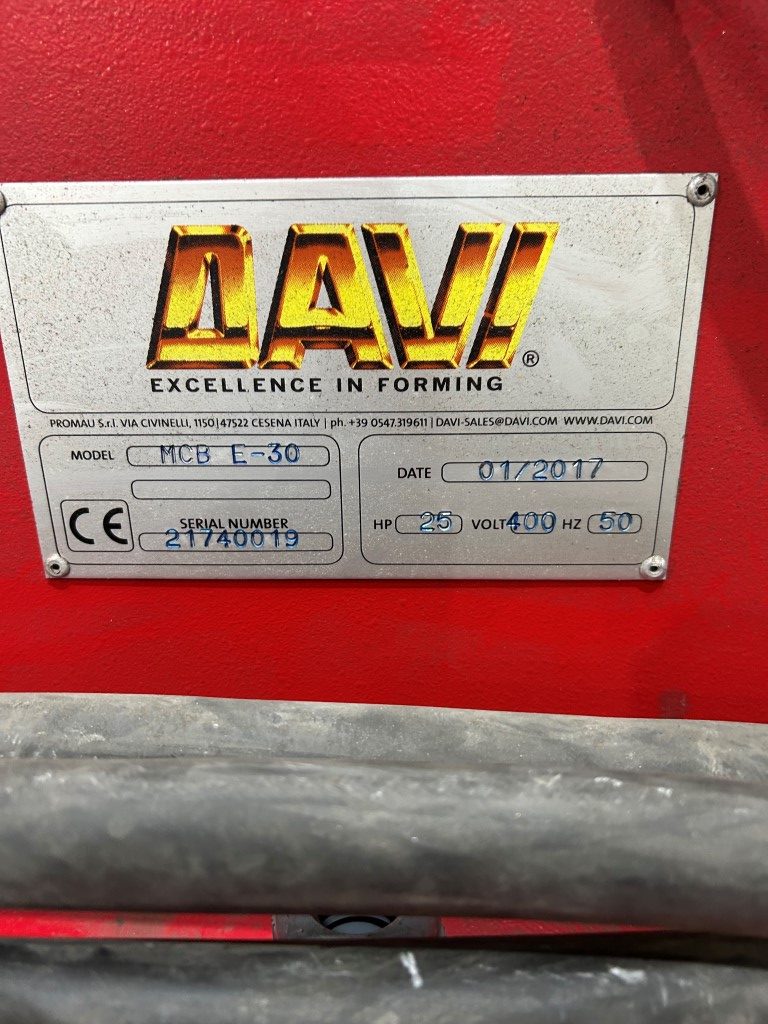 DAVI®
EXCELLENCE IN FORMING
PROMAU S.r.l. VIA CIVINELLI, 1150|47522 CESENA ITALY | ph. +39 0547.319611 | DAVI-SALES@DAVI.COM WWW.DAVI.COM
MODEL MCB E-30
CE
SERIAL NUMBER
21740019
DATE 01/2017
HP 25 VOLT 400 HZ 50